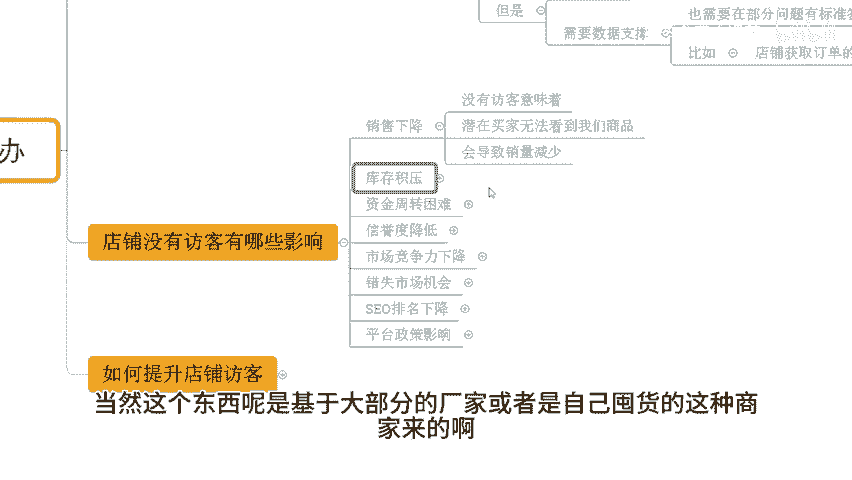 但是
需要数据支撑
也需要在部分问题有标准
比如
店铺获取订单的
办
销售下降
没有访客意味着
潜在买家无法看到我们商品
会导致销量减少
库存积压
资金周转困难
信誉度降低
市场竞争力下降
错失市场机会
SEO排名下降
平台政策影响
店铺没有访客有哪些影响
如何提升店铺访客
当然这个东西呢是基于大部分的厂家或者是自己囤货的这种商
家来的啊